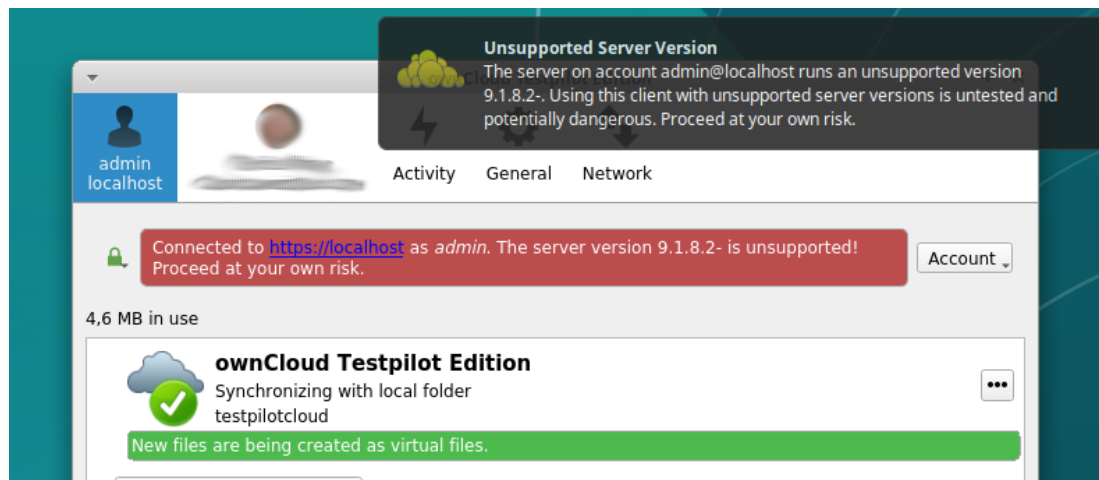 Unsupported Server Version
The server on account admin@localhost runs an unsupported version
9.1.8.2-. Using this client with unsupported server versions is untested and
potentially dangerous. Proceed at your own risk.
admin
localhost
Activity
General
Network
Connected to https://localhost as admin. The server version 9.1.8.2- is unsupported!
Proceed at your own risk.
Account
4,6 MB in use
ownCloud Testpilot Edition
Synchronizing with local folder
testpilotcloud
New files are being created as virtual files.